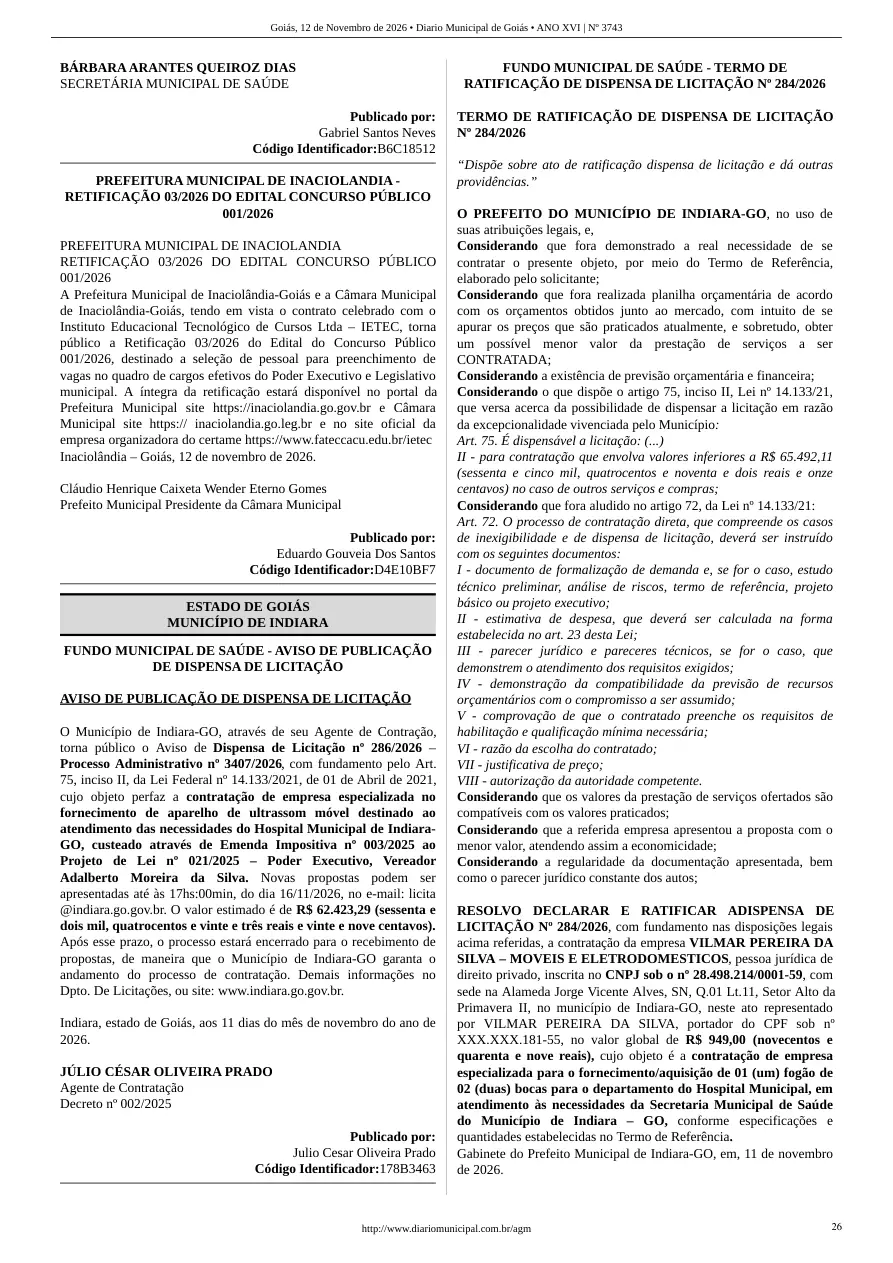 Goiás, 12 de Novembro de 2026 • Diario Municipal de Goiás • ANO XVI | Nº 3743
BÁRBARA ARANTES QUEIROZ DIAS
SECRETÁRIA MUNICIPAL DE SAÚDE
Publicado por:
Gabriel Santos Neves
Código Identificador:B6C18512
PREFEITURA MUNICIPAL DE INACIOLANDIA -
RETIFICAÇÃO 03/2026 DO EDITAL CONCURSO PÚBLICO
001/2026
PREFEITURA MUNICIPAL DE INACIOLANDIA
RETIFICAÇÃO 03/2026 DO EDITAL CONCURSO PÚBLICO
001/2026
A Prefeitura Municipal de Inaciolândia-Goiás e a Câmara Municipal
de Inaciolândia-Goiás, tendo em vista o contrato celebrado com o
Instituto Educacional Tecnológico de Cursos Ltda – IETEC, torna
público a Retificação 03/2026 do Edital do Concurso Público
001/2026, destinado a seleção de pessoal para preenchimento de
vagas no quadro de cargos efetivos do Poder Executivo e Legislativo
municipal. A íntegra da retificação estará disponível no portal da
Prefeitura Municipal site https://inaciolandia.go.gov.br e Câmara
Municipal site https:// inaciolandia.go.leg.br e no site oficial da
empresa organizadora do certame https://www.fateccacu.edu.br/ietec
Inaciolândia – Goiás, 12 de novembro de 2026.
Cláudio Henrique Caixeta Wender Eterno Gomes
Prefeito Municipal Presidente da Câmara Municipal
Publicado por:
Eduardo Gouveia Dos Santos
Código Identificador:D4E10BF7
ESTADO DE GOIÁS
MUNICÍPIO DE INDIARA
FUNDO MUNICIPAL DE SAÚDE - AVISO DE PUBLICAÇÃO
DE DISPENSA DE LICITAÇÃO
AVISO DE PUBLICAÇÃO DE DISPENSA DE LICITAÇÃO
O Município de Indiara-GO, através de seu Agente de Contração,
torna público o Aviso de Dispensa de Licitação nº 286/2026 –
Processo Administrativo nº 3407/2026, com fundamento pelo Art.
75, inciso II, da Lei Federal nº 14.133/2021, de 01 de Abril de 2021,
cujo objeto perfaz a contratação de empresa especializada no
fornecimento de aparelho de ultrassom móvel destinado ao
atendimento das necessidades do Hospital Municipal de Indiara-
GO, custeado através de Emenda Impositiva nº 003/2025 ao
Projeto de Lei nº 021/2025 – Poder Executivo, Vereador
Adalberto Moreira da Silva. Novas propostas podem ser
apresentadas até às 17hs:00min, do dia 16/11/2026, no e-mail: licita
@indiara.go.gov.br. O valor estimado é de R$ 62.423,29 (sessenta e
dois mil, quatrocentos e vinte e três reais e vinte e nove centavos).
Após esse prazo, o processo estará encerrado para o recebimento de
propostas, de maneira que o Município de Indiara-GO garanta o
andamento do processo de contratação. Demais informações no
Dpto. De Licitações, ou site: www.indiara.go.gov.br.
Indiara, estado de Goiás, aos 11 dias do mês de novembro do ano de
2026.
JÚLIO CÉSAR OLIVEIRA PRADO
Agente de Contratação
Decreto nº 002/2025
Publicado por:
Julio Cesar Oliveira Prado
Código Identificador:178B3463
FUNDO MUNICIPAL DE SAÚDE - TERMO DE
RATIFICAÇÃO DE DISPENSA DE LICITAÇÃO Nº 284/2026
TERMO DE RATIFICAÇÃO DE DISPENSA DE LICITAÇÃO
Nº 284/2026
“Dispõe sobre ato de ratificação dispensa de licitação e dá outras
providências.”
O PREFEITO DO MUNICÍPIO DE INDIARA-GO, no uso de
suas atribuições legais, e,
Considerando que fora demonstrado a real necessidade de se
contratar o presente objeto, por meio do Termo de Referência,
elaborado pelo solicitante;
Considerando que fora realizada planilha orçamentária de acordo
com os orçamentos obtidos junto ao mercado, com intuito de se
apurar os preços que são praticados atualmente, e sobretudo, obter
um possível menor valor da prestação de serviços a ser
CONTRATADA;
Considerando a existência de previsão orçamentária e financeira;
Considerando o que dispõe o artigo 75, inciso II, Lei nº 14.133/21,
que versa acerca da possibilidade de dispensar a licitação em razão
da excepcionalidade vivenciada pelo Município:
Art. 75. É dispensável a licitação: (...)
II - para contratação que envolva valores inferiores a R$ 65.492,11
(sessenta e cinco mil, quatrocentos e noventa e dois reais e onze
centavos) no caso de outros serviços e compras;
Considerando que fora aludido no artigo 72, da Lei nº 14.133/21:
Art. 72. O processo de contratação direta, que compreende os casos
de inexigibilidade e de dispensa de licitação, deverá ser instruído
com os seguintes documentos:
I - documento de formalização de demanda e, se for o caso, estudo
técnico preliminar, análise de riscos, termo de referência, projeto
básico ou projeto executivo;
II - estimativa de despesa, que deverá ser calculada na forma
estabelecida no art. 23 desta Lei;
III - parecer jurídico e pareceres técnicos, se for o caso, que
demonstrem o atendimento dos requisitos exigidos;
IV - demonstração da compatibilidade da previsão de recursos
orçamentários com o compromisso a ser assumido;
V - comprovação de que o contratado preenche os requisitos de
habilitação e qualificação mínima necessária;
VI - razão da escolha do contratado;
VII - justificativa de preço;
VIII - autorização da autoridade competente.
Considerando que os valores da prestação de serviços ofertados são
compatíveis com os valores praticados;
Considerando que a referida empresa apresentou a proposta com o
menor valor, atendendo assim a economicidade;
Considerando a regularidade da documentação apresentada, bem
como o parecer jurídico constante dos autos;
RESOLVO DECLARAR E RATIFICAR ADISPENSA DE
LICITAÇÃO Nº 284/2026, com fundamento nas disposições legais
acima referidas, a contratação da empresa VILMAR PEREIRA DA
SILVA – MOVEIS E ELETRODOMESTICOS, pessoa jurídica de
direito privado, inscrita no CNPJ sob o nº 28.498.214/0001-59, com
sede na Alameda Jorge Vicente Alves, SN, Q.01 Lt.11, Setor Alto da
Primavera II, no município de Indiara-GO, neste ato representado
por VILMAR PEREIRA DA SILVA, portador do CPF sob nº
XXX.XXX.181-55, no valor global de R$ 949,00 (novecentos e
quarenta e nove reais), cujo objeto é a contratação de empresa
especializada para o fornecimento/aquisição de 01 (um) fogão de
02 (duas) bocas para o departamento do Hospital Municipal, em
atendimento às necessidades da Secretaria Municipal de Saúde
do Município de Indiara – GO, conforme especificações e
quantidades estabelecidas no Termo de Referência.
Gabinete do Prefeito Municipal de Indiara-GO, em, 11 de novembro
de 2026.
http://www.diariomunicipal.com.br/agm
26